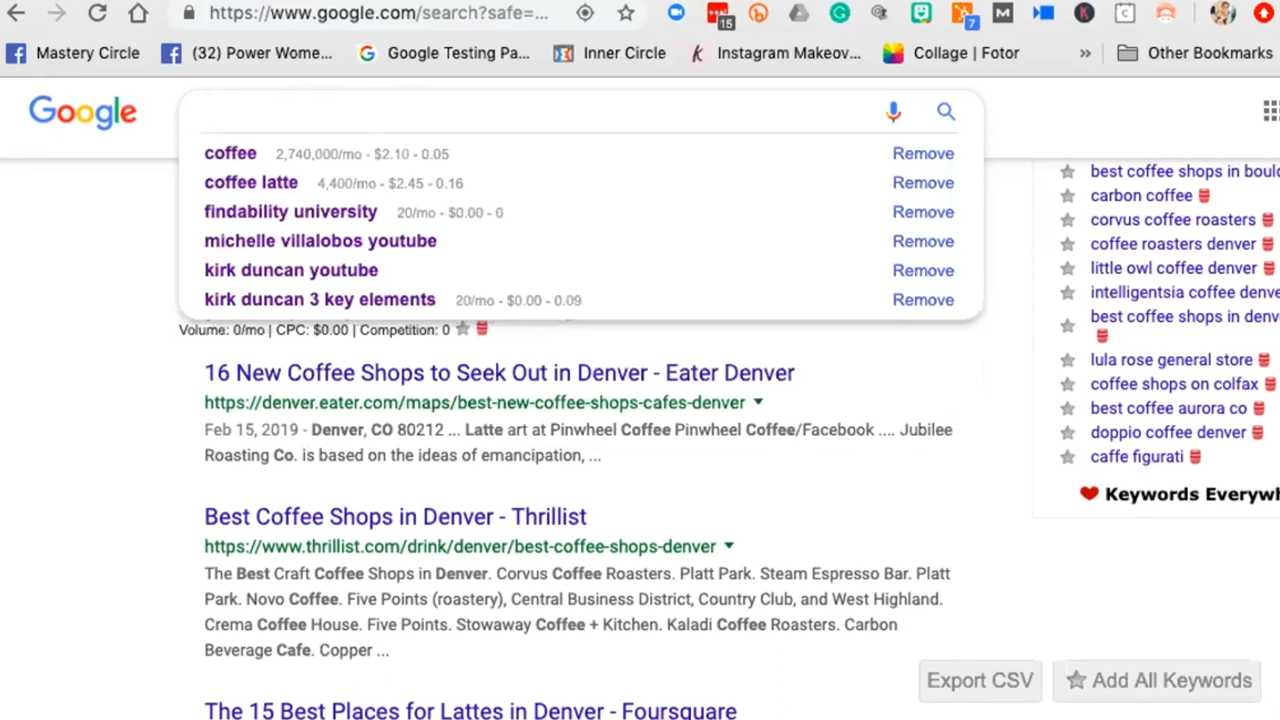 https://www.google.com/search?safe=...
15
7
M
K
C
Mastery Circle
(32) Power Wome...
Google Testing Pa...
Inner Circle
Instagram Makeov...
Collage | Fotor
»
Other Bookmarks
Google
coffee 2,740,000/mo - $2.10 - 0.05 Remove
coffee latte 4,400/mo - $2.45 - 0.16 Remove
findability university 20/mo - $0.00 - 0 Remove
michelle villalobos youtube Remove
kirk duncan youtube Remove
kirk duncan 3 key elements 20/mo - $0.00 - 0.09 Remove
Volume: 0/mo | CPC: $0.00 | Competition: 0
16 New Coffee Shops to Seek Out in Denver - Eater Denver
https://denver.eater.com/maps/best-new-coffee-shops-cafes-denver
Feb 15, 2019 - Denver, CO 80212 ... Latte art at Pinwheel Coffee Pinwheel Coffee/Facebook .... Jubilee
Roasting Co. is based on the ideas of emancipation, ...
Best Coffee Shops in Denver - Thrillist
https://www.thrillist.com/drink/denver/best-coffee-shops-denver
The Best Craft Coffee Shops in Denver. Corvus Coffee Roasters. Platt Park. Steam Espresso Bar. Platt
Park. Novo Coffee. Five Points (roastery), Central Business District, Country Club, and West Highland.
Crema Coffee House. Five Points. Stowaway Coffee + Kitchen. Kaladi Coffee Roasters. Carbon
Beverage Cafe. Copper ...
The 15 Best Places for Lattes in Denver - Foursquare
best coffee shops in bould
carbon coffee
corvus coffee roasters
coffee roasters denver
little owl coffee denver
intelligentsia coffee denve
best coffee shops in denv
lula rose general store
coffee shops on colfax
best coffee aurora co
doppio coffee denver
caffe figurati
Keywords Everywh
Export CSV
Add All Keywords